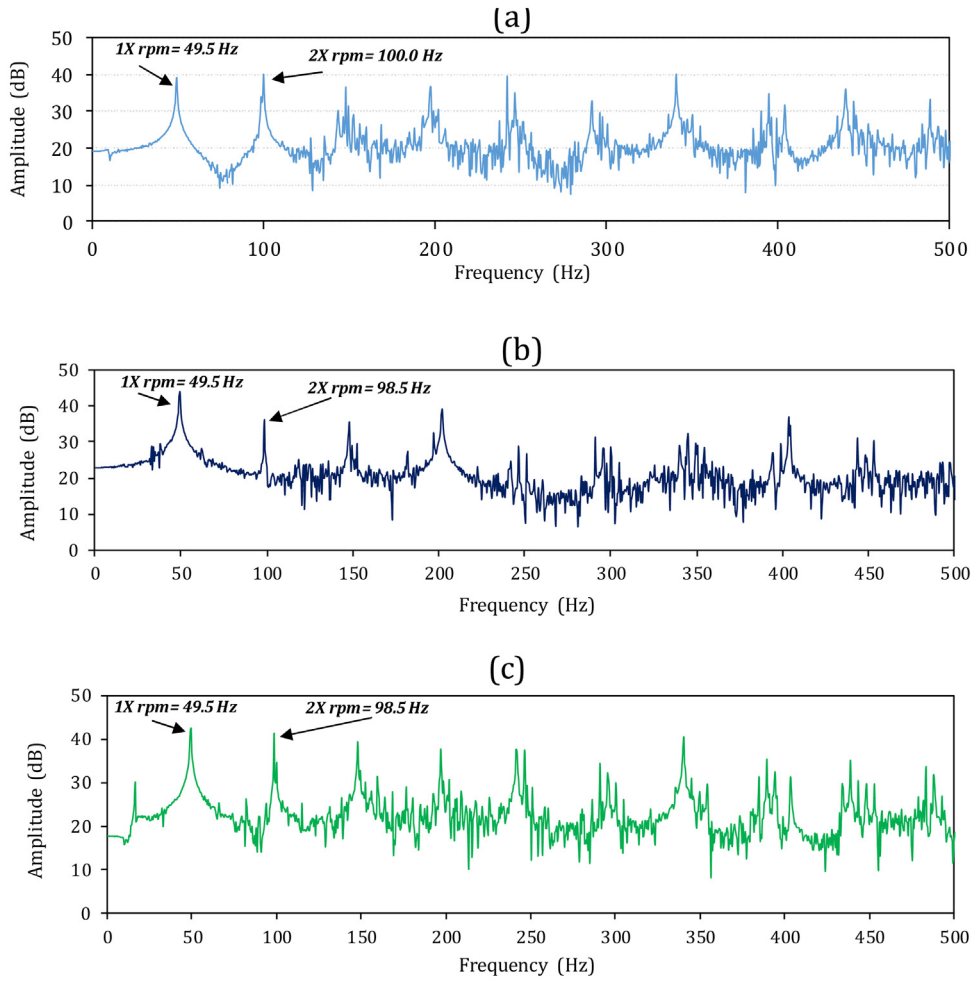 (a)
1X rpm= 49.5 Hz
2X rpm= 100.0 Hz
Amplitude (dB)
50
40
30
20
10
0
0 100 200 300 400 500
Frequency (Hz)
(b)
1X rpm= 49.5 Hz
2X rpm= 98.5 Hz
Amplitude (dB)
50
40
30
20
10
0
0 50 100 150 200 250 300 350 400 450 500
Frequency (Hz)
(c)
1X rpm= 49.5 Hz
2X rpm= 98.5 Hz
Amplitude (dB)
50
40
30
20
10
0
0 50 100 150 200 250 300 350 400 450 500
Frequency (Hz)